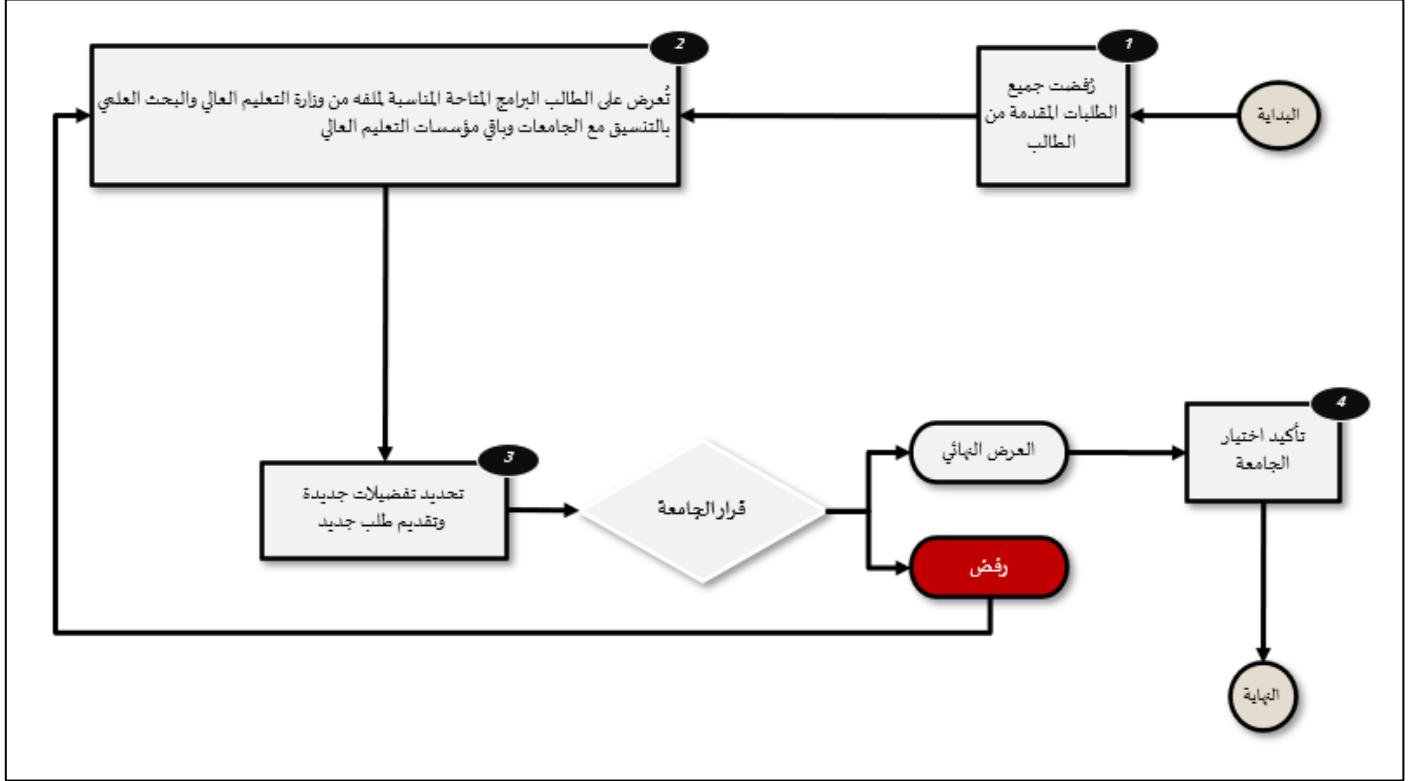 البداية
1
رُفضت جميع
الطلبات المقدمة من
الطالب
2
تُعرض على الطالب البرامج المتاحة المناسبة لملفه من وزارة التعليم العالي والبحث العلمي
بالتنسيق مع الجامعات وباقي مؤسسات التعليم العالي
3
تحديد تفضيلات جديدة
وتقديم طلب جديد
قرار الجامعة
العرض النهائي
رفض
4
تأكيد اختيار
الجامعة
النهاية